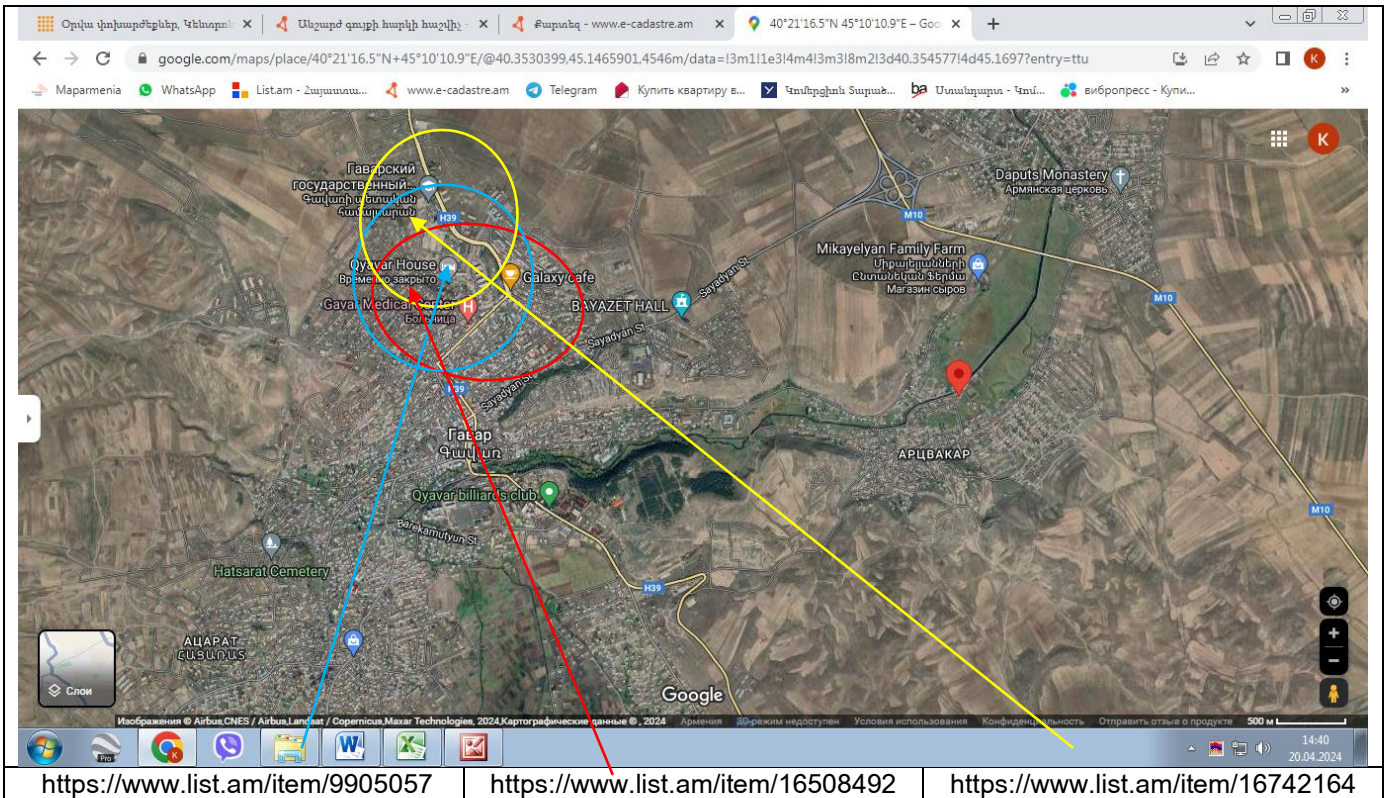 Օրվա փոխարժեքներ, Կենտրոն
Անշարժ գույքի հարկի հաշվիչ -
Քարտեզ - www.e-cadastre.am
40°21'16.5"N 45°10'10.9"E – Goo
google.com/maps/place/40°21'16.5"N+45°10'10.9"E/@40.3530399,45.1465901,4546m/data=!3m1!1e3!4m4!3m3!8m2!3d40.354577!4d45.1697?entry=ttu
K
Maparmenia
WhatsApp
List.am - Հայաստա...
www.e-cadastre.am
Telegram
Купить квартиру в...
Կոմերցիոն Տարած...
Ստանդարտ - Կոմ...
вибропресс - Купи...
»
K
Гаварский
государственный...
Գավառի պետական
համալսարան
H39
Qyavar House
Временно закрыто
Galaxy cafe
Gavar Medical Center
Больница
BAYAZET HALL
Sayadyan St
Sayadyan St
Sayadyan St
M10
Daputs Monastery
Армянская церковь
Mikayelyan Family Farm
Միքայելյանների
Ընտանեկան Ֆերմա
Магазин сыров
M10
H39
Гавар
Գավառ
АРЦВАКАР
Qyavar billiards club
Barekamutyun St
M10
Hatsarat Cemetery
H39
АЦАРАТ
ՀԱՑԱՌԱՏ
Слои
Google
Изображения © Airbus,CNES / Airbus,Landsat / Copernicus,Maxar Technologies, 2024,Картографические данные ©, 2024 Армения 3D-режим недоступен Условия использования Конфиденциальность Отправить отзыв о продукте 500 м
Pro
14:40
20.04.2024
https://www.list.am/item/9905057
https://www.list.am/item/16508492
https://www.list.am/item/16742164